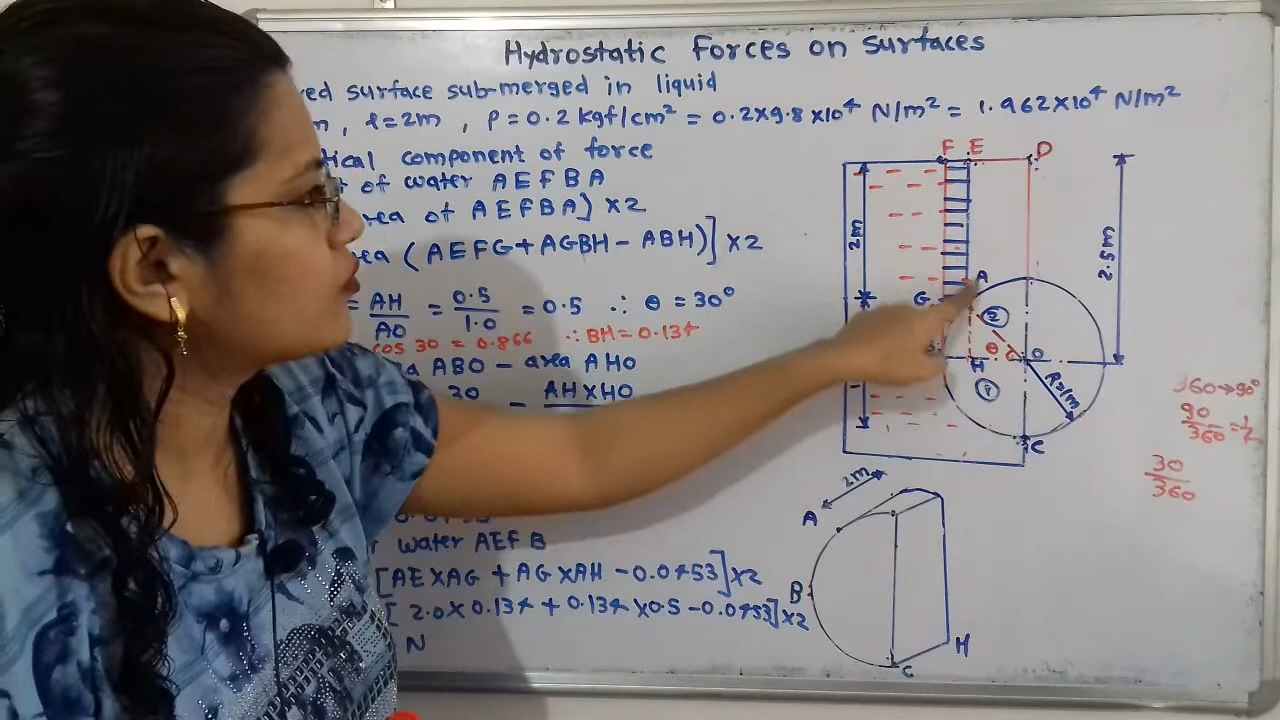 Hydrostatic Forces on surfaces
ved surface sub-merged in liquid
m, l=2m, P=0.2 kgf/cm² = 0.2×9.8×10⁴ N/m² = 1.962×10⁴ N/m²
tical component of force
of water AEFBA
rea of AEFBA) ×2
ea (AEFG+AGBH- ABH)] ×2
= AH/AO = 0.5/1.0 = 0.5 ∴ θ = 30°
cos 30 = 0.866 ∴ BH = 0.134
ABO - area AHO
30 - AH×HO
water AEFB
[AE×AG + AG×AH - 0.0453]×2
[2.0× 0.134 + 0.134 ×0.5 - 0.0453]×2
N
F E D
2m
2.5m
A
G
2
θ
O
H
1
R=1m
C
360→90°
90/360
30/360
2m
A
B
H
C